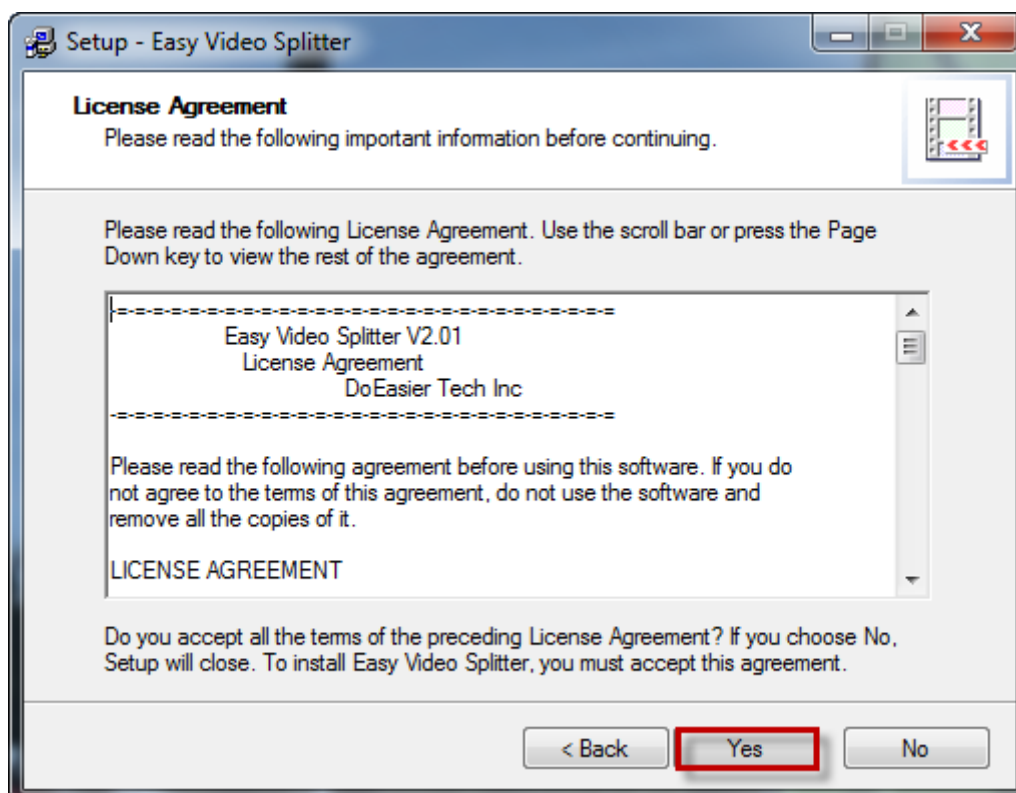 Setup - Easy Video Splitter
License Agreement
Please read the following important information before continuing.
Please read the following License Agreement. Use the scroll bar or press the Page
Down key to view the rest of the agreement.
-=-=-=-=-=-=-=-=-=-=-=-=-=-=-=-=-=-=-=-=-=-=-=-=-=-=-=-=
Easy Video Splitter V2.01
License Agreement
DoEasier Tech Inc
-=-=-=-=-=-=-=-=-=-=-=-=-=-=-=-=-=-=-=-=-=-=-=-=-=-=-=-=
Please read the following agreement before using this software. If you do
not agree to the terms of this agreement, do not use the software and
remove all the copies of it.
LICENSE AGREEMENT
Do you accept all the terms of the preceding License Agreement? If you choose No,
Setup will close. To install Easy Video Splitter, you must accept this agreement.
< Back
Yes
No